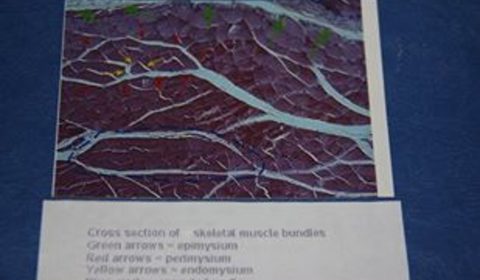 Cross section of skeletal muscle bundles
Green arrows ~ epimysium
Red arrows ~ perimysium
Yellow arrows ~ endomysium